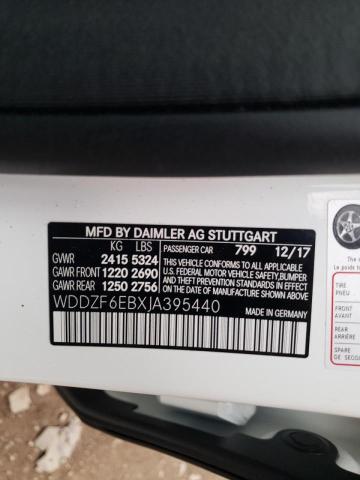 MFD BY DAIMLER AG STUTTGART
KG LBS
GVWR 2415 5324
GAWR FRONT 1220 2690
GAWR REAR 1250 2756
PASSENGER CAR 799 12/17
THIS VEHICLE CONFORMS TO ALL APPLICABLE
U.S. FEDERAL MOTOR VEHICLE SAFETY, BUMPER
AND THEFT PREVENTION STANDARDS IN EFFECT
ON THE DATE OF MANUFACTURE SHOWN ABOVE
WDDZF6EBXJA395440
MADE IN GERMANY
TIRE
PNEU
FRONT
AVANT
REAR
ARRIÈRE
SPARE